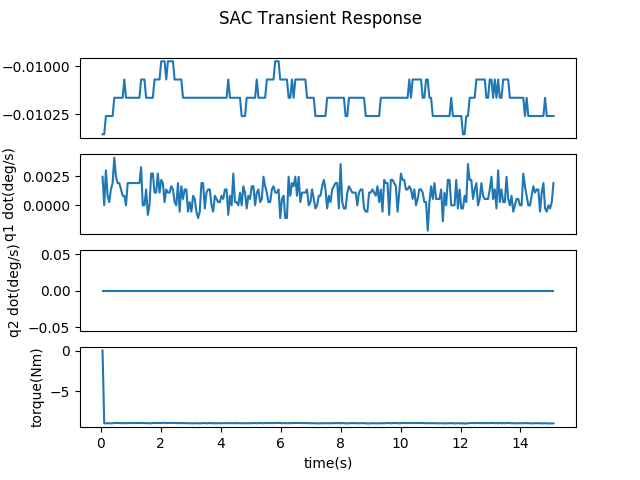 SAC Transient Response
−0.01000
−0.01025
q1 dot(deg/s)
0.0025
0.0000
q2 dot(deg/s)
0.05
0.00
−0.05
torque(Nm)
0
−5
0 2 4 6 8 10 12 14
time(s)